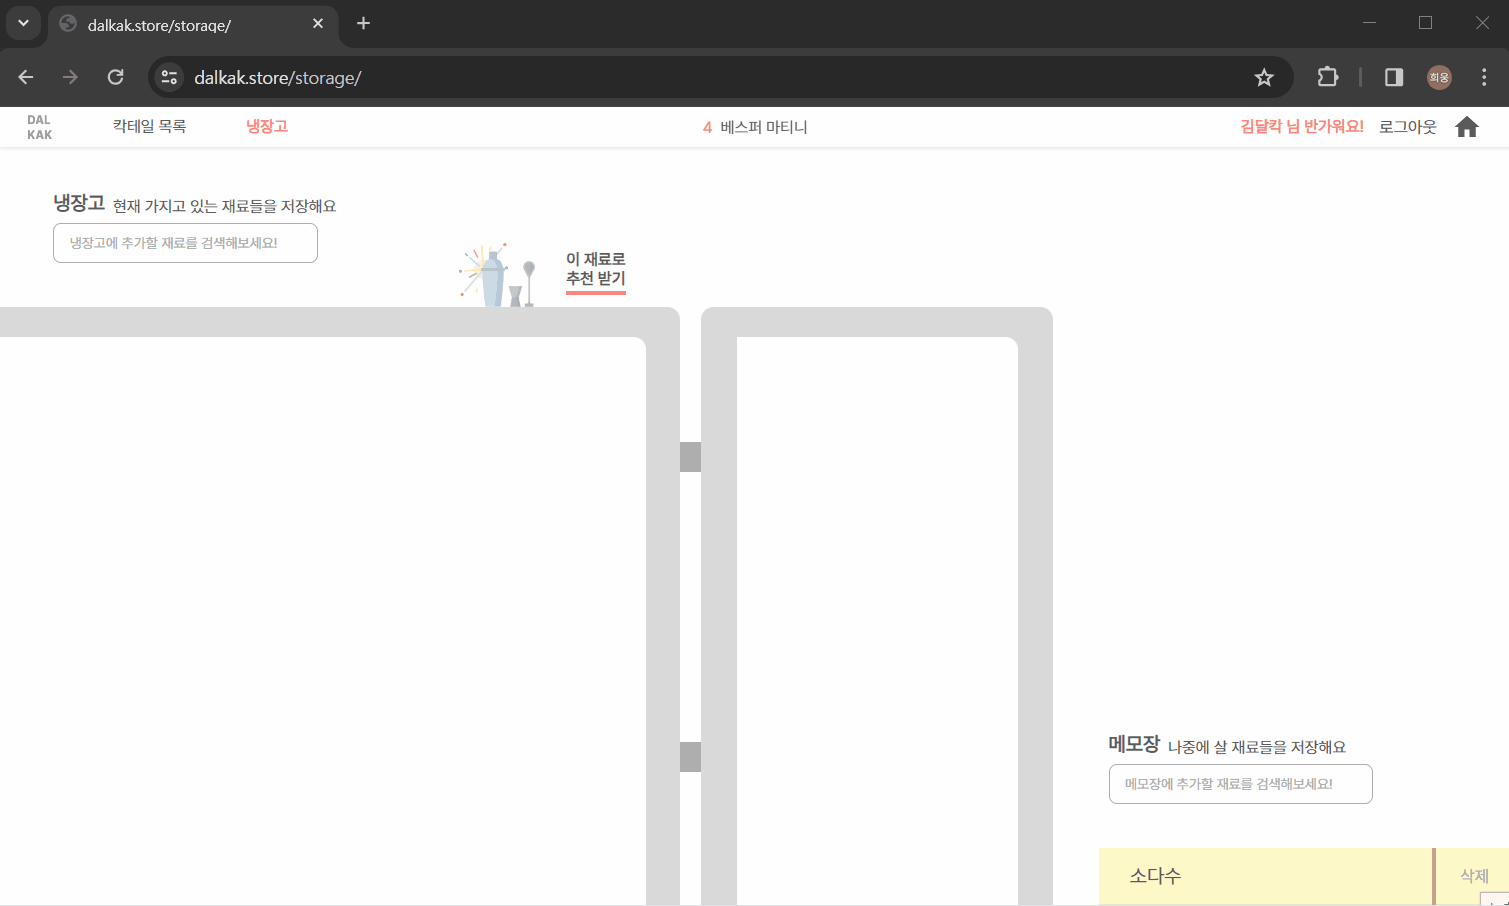 dalkak.store/storage/
dalkak.store/storage/
희웅
DAL
KAK
칵테일 목록
냉장고
4 베스퍼 마티니
김달칵 님 반가워요!
로그아웃
냉장고 현재 가지고 있는 재료들을 저장해요
냉장고에 추가할 재료를 검색해보세요!
이 재료로
추천 받기
메모장 나중에 살 재료들을 저장해요
메모장에 추가할 재료를 검색해보세요!
소다수
삭제